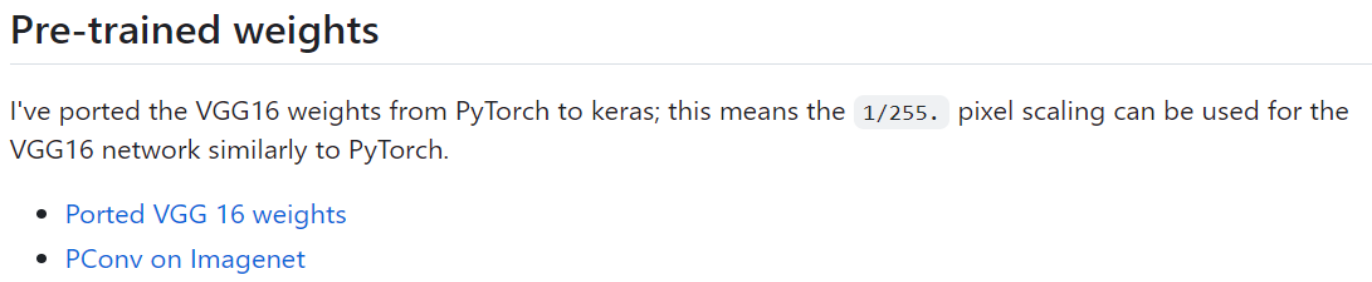 Pre-trained weights
I've ported the VGG16 weights from PyTorch to keras; this means the 1/255. pixel scaling can be used for the
VGG16 network similarly to PyTorch.
• Ported VGG 16 weights
• PConv on Imagenet